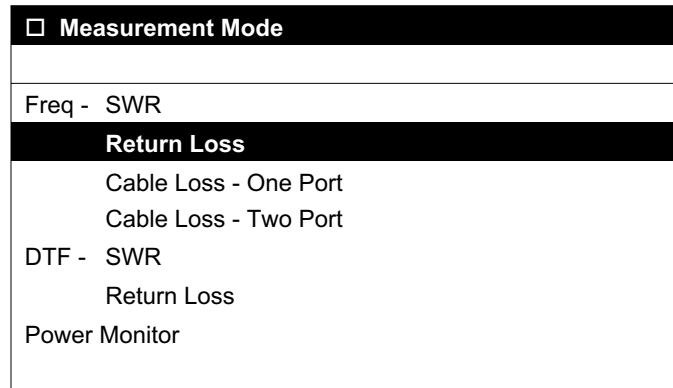 □ Measurement Mode
Freq - SWR
Return Loss
Cable Loss - One Port
Cable Loss - Two Port
DTF - SWR
Return Loss
Power Monitor